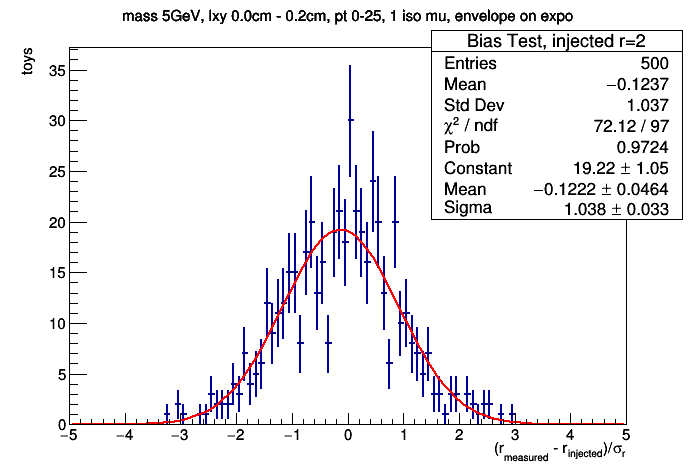 mass 5GeV, lxy 0.0cm - 0.2cm, pt 0-25, 1 iso mu, envelope on expo
Bias Test, injected r=2
Entries 500
Mean −0.1237
Std Dev 1.037
χ² / ndf 72.12 / 97
Prob 0.9724
Constant 19.22 ± 1.05
Mean −0.1222 ± 0.0464
Sigma 1.038 ± 0.033
toys
35
30
25
20
15
10
5
0
−5 −4 −3 −2 −1 0 1 2 3 4 5
(r_measured - r_injected)/σ_r